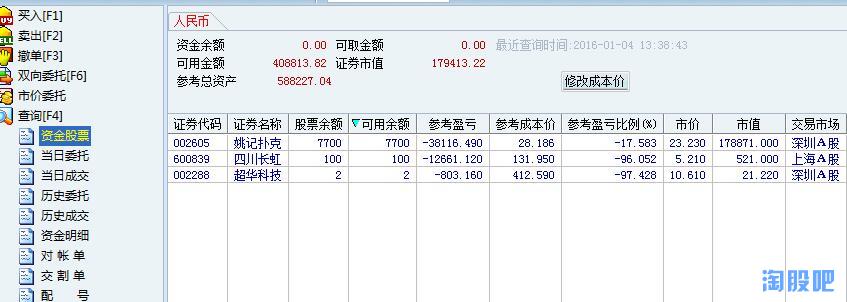 买入[F1]
卖出[F2]
撤单[F3]
双向委托[F6]
市价委托
查询[F4]
资金股票
当日委托
当日成交
历史委托
历史成交
资金明细
对 帐 单
交 割 单
配 号
人民币
资金余额 0.00 可取金额 0.00 最近查询时间:2016-01-04 13:38:43
可用金额 408813.82 证券市值 179413.22
参考总资产 588227.04 修改成本价
证券代码 证券名称 股票余额 可用余额 参考盈亏 参考成本价 参考盈亏比例(%) 市价 市值 交易市场
002605 姚记扑克 7700 7700 -38116.490 28.186 -17.583 23.230 178871.000 深圳A股
600839 四川长虹 100 100 -12661.120 131.950 -96.052 5.210 521.000 上海A股
002288 超华科技 2 2 -803.160 412.590 -97.428 10.610 21.220 深圳A股
淘股吧